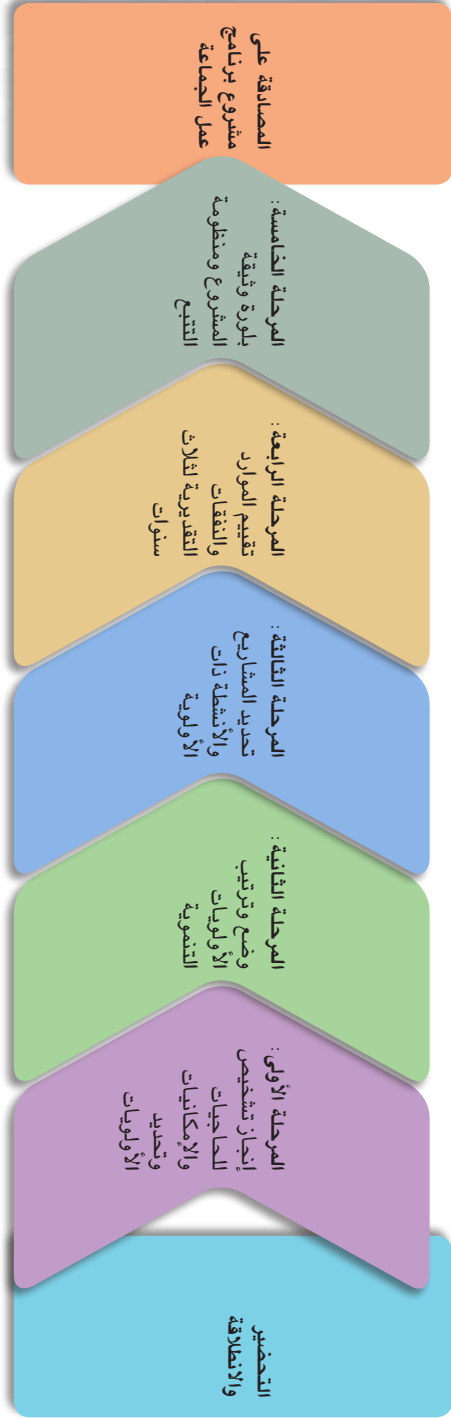 التحضير
والانطلاقة
المرحلة الأولى:
إنجاز تشخيص
للحاجيات
والإمكانيات
وتحديد
الأولويات
المرحلة الثانية:
وضع وترتيب
الأولويات
التنموية
المرحلة الثالثة:
تحديد المشاريع
والأنشطة ذات
الأولوية
المرحلة الرابعة:
تقييم الموارد
والنفقات
التقديرية لثلاث
سنوات
المرحلة الخامسة:
بلورة وثيقة
المشروع ومنظومة
التتبع
المصادقة على
مشروع برنامج
عمل الجماعة